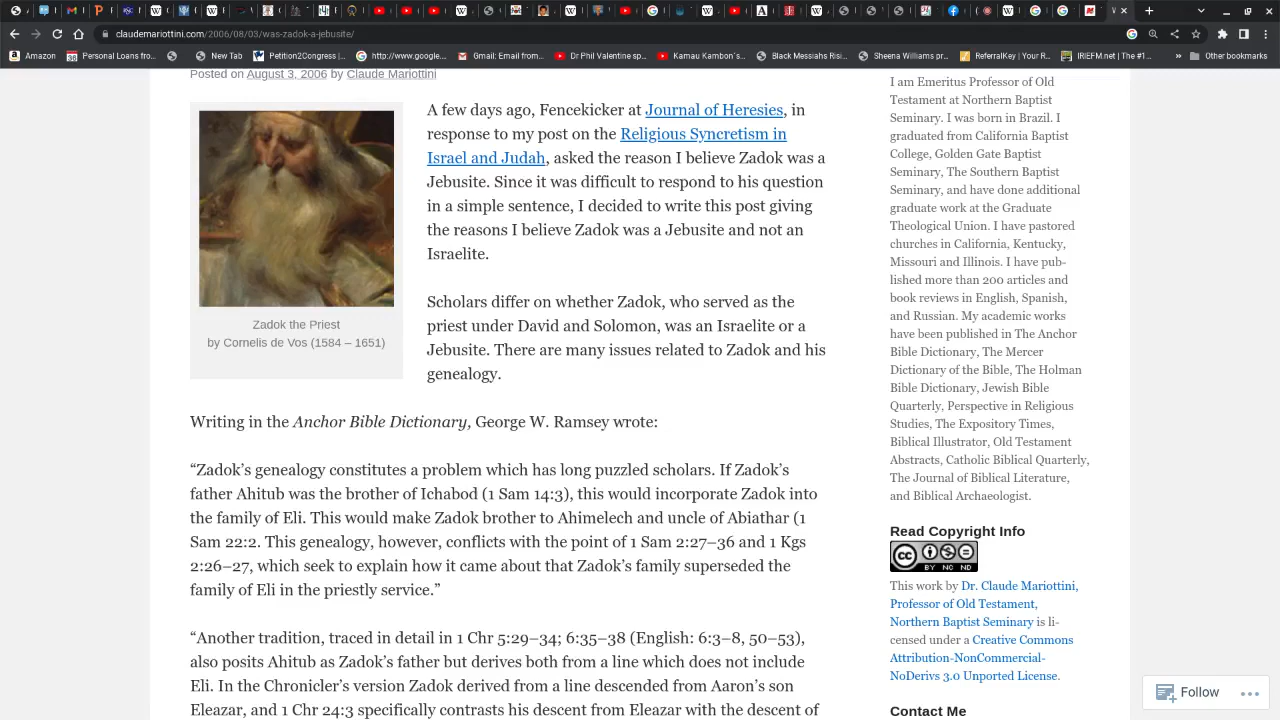 claudemariottini.com/2006/08/03/was-zadok-a-jebusite/
Amazon
Personal Loans fro...
New Tab
Petition2Congress (...
http://www.google...
Gmail: Email from...
Dr Phil Valentine sp...
Kamau Kambon's...
Black Messiahs Risi...
Sheena Williams pr...
ReferralKey | Your R...
IRIEFM.net | The #1...
Other bookmarks
Posted on August 3, 2006 by Claude Mariottini
A few days ago, Fencekicker at Journal of Heresies, in
response to my post on the Religious Syncretism in
Israel and Judah, asked the reason I believe Zadok was a
Jebusite. Since it was difficult to respond to his question
in a simple sentence, I decided to write this post giving
the reasons I believe Zadok was a Jebusite and not an
Israelite.
Zadok the Priest
by Cornelis de Vos (1584 – 1651)
Scholars differ on whether Zadok, who served as the
priest under David and Solomon, was an Israelite or a
Jebusite. There are many issues related to Zadok and his
genealogy.
Writing in the Anchor Bible Dictionary, George W. Ramsey wrote:
“Zadok’s genealogy constitutes a problem which has long puzzled scholars. If Zadok’s
father Ahitub was the brother of Ichabod (1 Sam 14:3), this would incorporate Zadok into
the family of Eli. This would make Zadok brother to Ahimelech and uncle of Abiathar (1
Sam 22:2. This genealogy, however, conflicts with the point of 1 Sam 2:27–36 and 1 Kgs
2:26–27, which seek to explain how it came about that Zadok’s family superseded the
family of Eli in the priestly service.”
“Another tradition, traced in detail in 1 Chr 5:29–34; 6:35–38 (English: 6:3–8, 50–53),
also posits Ahitub as Zadok’s father but derives both from a line which does not include
Eli. In the Chronicler’s version Zadok derived from a line descended from Aaron’s son
Eleazar, and 1 Chr 24:3 specifically contrasts his descent from Eleazar with the descent of
I am Emeritus Professor of Old
Testament at Northern Baptist
Seminary. I was born in Brazil. I
graduated from California Baptist
College, Golden Gate Baptist
Seminary, The Southern Baptist
Seminary, and have done additional
graduate work at the Graduate
Theological Union. I have pastored
churches in California, Kentucky,
Missouri and Illinois. I have pub-
lished more than 200 articles and
book reviews in English, Spanish,
and Russian. My academic works
have been published in The Anchor
Bible Dictionary, The Mercer
Dictionary of the Bible, The Holman
Bible Dictionary, Jewish Bible
Quarterly, Perspective in Religious
Studies, The Expository Times,
Biblical Illustrator, Old Testament
Abstracts, Catholic Biblical Quarterly,
The Journal of Biblical Literature,
and Biblical Archaeologist.
Read Copyright Info
cc BY NC ND
This work by Dr. Claude Mariottini,
Professor of Old Testament,
Northern Baptist Seminary is li-
censed under a Creative Commons
Attribution-NonCommercial-
NoDerivs 3.0 Unported License.
Contact Me
Follow